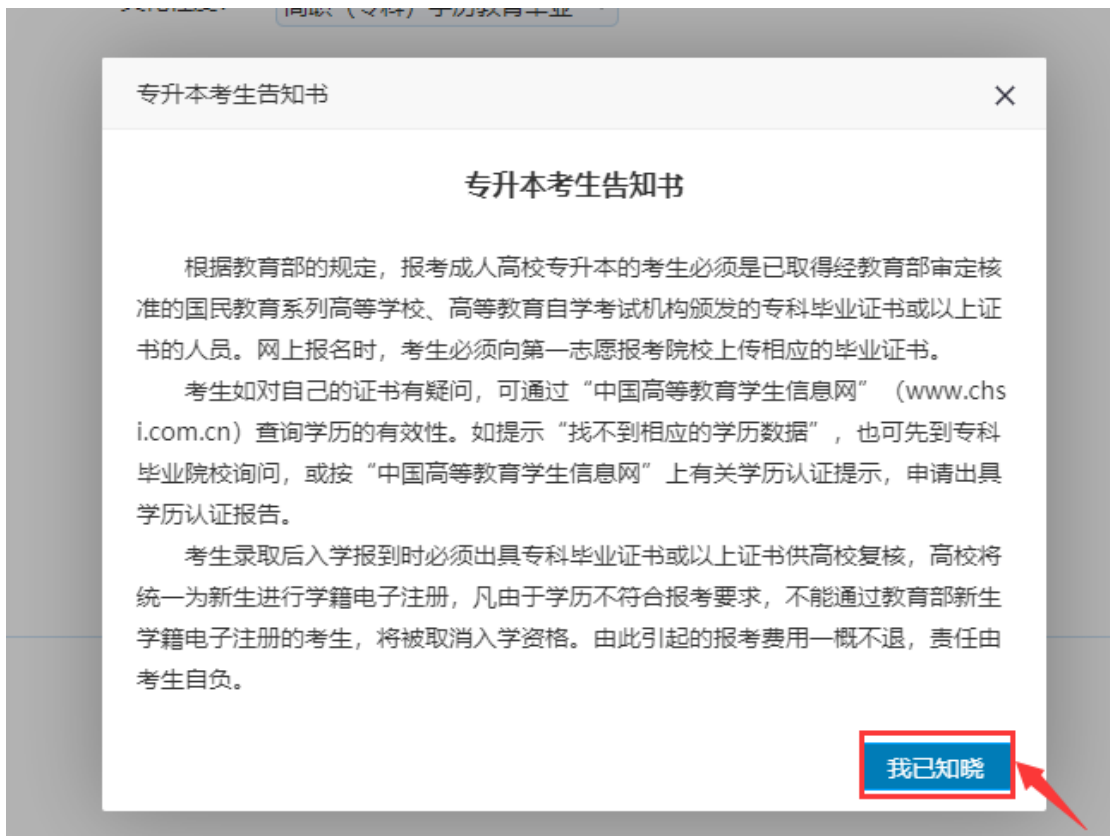 高职（专科）学历教育毕业
专升本考生告知书
专升本考生告知书
根据教育部的规定，报考成人高校专升本的考生必须是已取得经教育部审定核
准的国民教育系列高等学校、高等教育自学考试机构颁发的专科毕业证书或以上证
书的人员。网上报名时，考生必须向第一志愿报考院校上传相应的毕业证书。
考生如对自己的证书有疑问，可通过“中国高等教育学生信息网”（www.chs
i.com.cn）查询学历的有效性。如提示“找不到相应的学历数据”，也可先到专科
毕业院校询问，或按“中国高等教育学生信息网”上有关学历认证提示，申请出具
学历认证报告。
考生录取后入学报到时必须出具专科毕业证书或以上证书供高校复核，高校将
统一为新生进行学籍电子注册，凡由于学历不符合报考要求，不能通过教育部新生
学籍电子注册的考生，将被取消入学资格。由此引起的报考费用一概不退，责任由
考生自负。
我已知晓